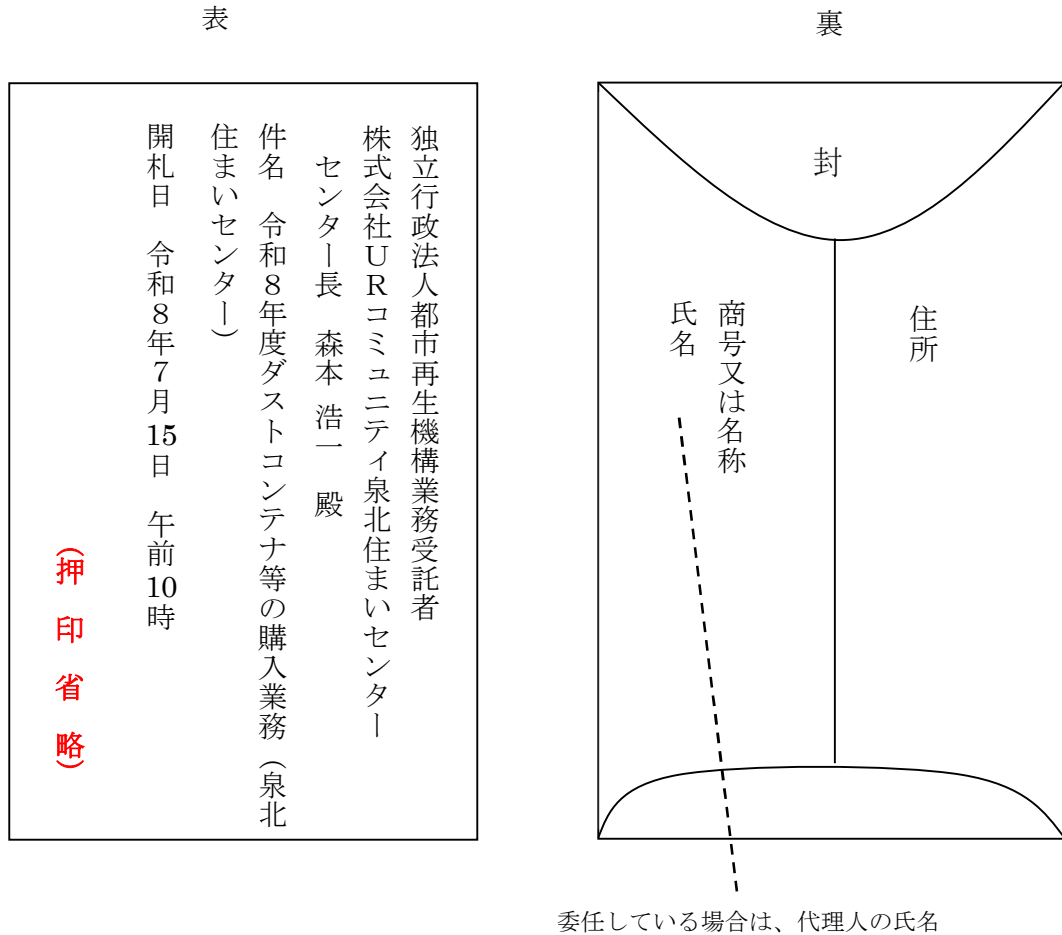 表
独立行政法人都市再生機構業務受託者
株式会社ＵＲコミュニティ泉北住まいセンター
センター長　森本 浩一　殿
件名　令和８年度ダストコンテナ等の購入業務（泉北
住まいセンター）
開札日　令和８年７月15日　午前10時
（押印省略）
裏
封
住所
商号又は名称
氏名
委任している場合は、代理人の氏名